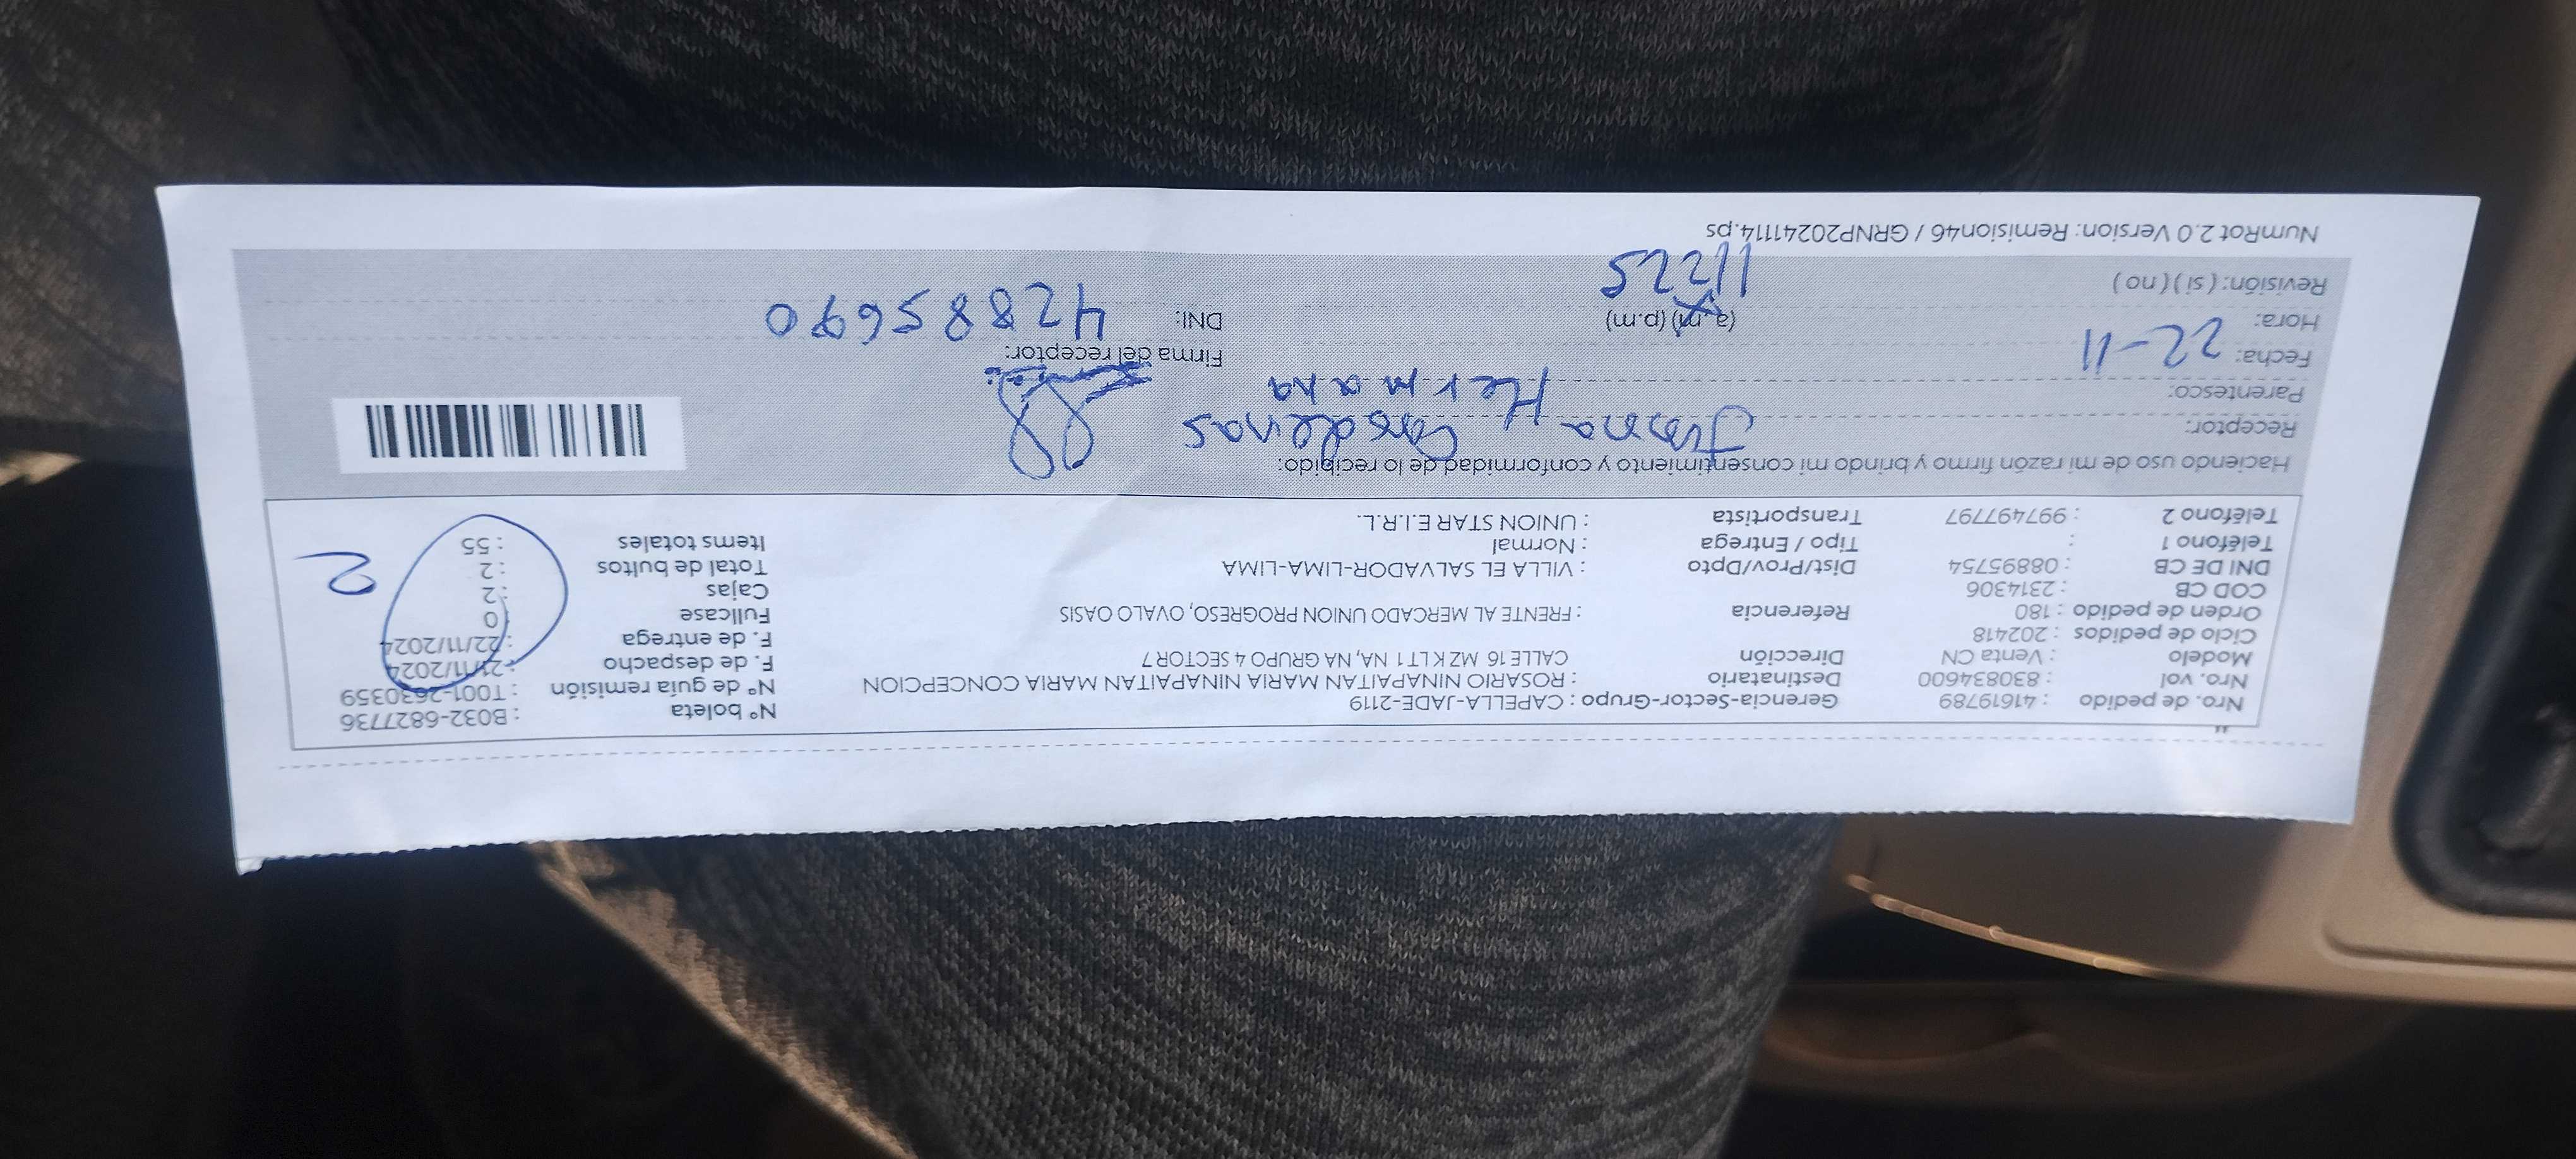 Nro. de pedido : 41619789 Gerencia-Sector-Grupo : CAPELLA-JADE-2119 N° boleta : B032-6827736
Nro. vol : 830834600 Destinatario : ROSARIO NINAPAITAN NINAPAITAN MARIA MARIA CONCEPCION N° de guía remisión : T001-2630359
Modelo : Venta CN Dirección CALLE 16 MZ K LT 1 NA, NA GRUPO 4 SECTOR 7 F. de despacho : 21/11/2024
Ciclo de pedidos : 202418 F. de entrega : 22/11/2024
Orden de pedido : 180 Referencia : FRENTE AL MERCADO UNION PROGRESO, OVALO OASIS Fullcase : 0
COD CB : 2314306 Cajas : 2
DNI DE CB : 08895754 Dist/Prov/Dpto : VILLA EL SALVADOR-LIMA-LIMA Total de bultos : 2 2
Teléfono 1 : Tipo / Entrega : Normal Items totales : 55
Teléfono 2 : 997497797 Transportista : UNION STAR E.I.R.L.
Haciendo uso de mi razón firmo y brindo mi consentimiento y conformidad de lo recibido:
Receptor:
Parentesco: Hermana
Fecha: 22-11 Firma del receptor:
Hora: (a.m) (p.m) DNI: 42885690
Revisión: ( si ) ( no ) 11225
NumRot 2.0 Version: Remision46 / GRNP20241114.ps